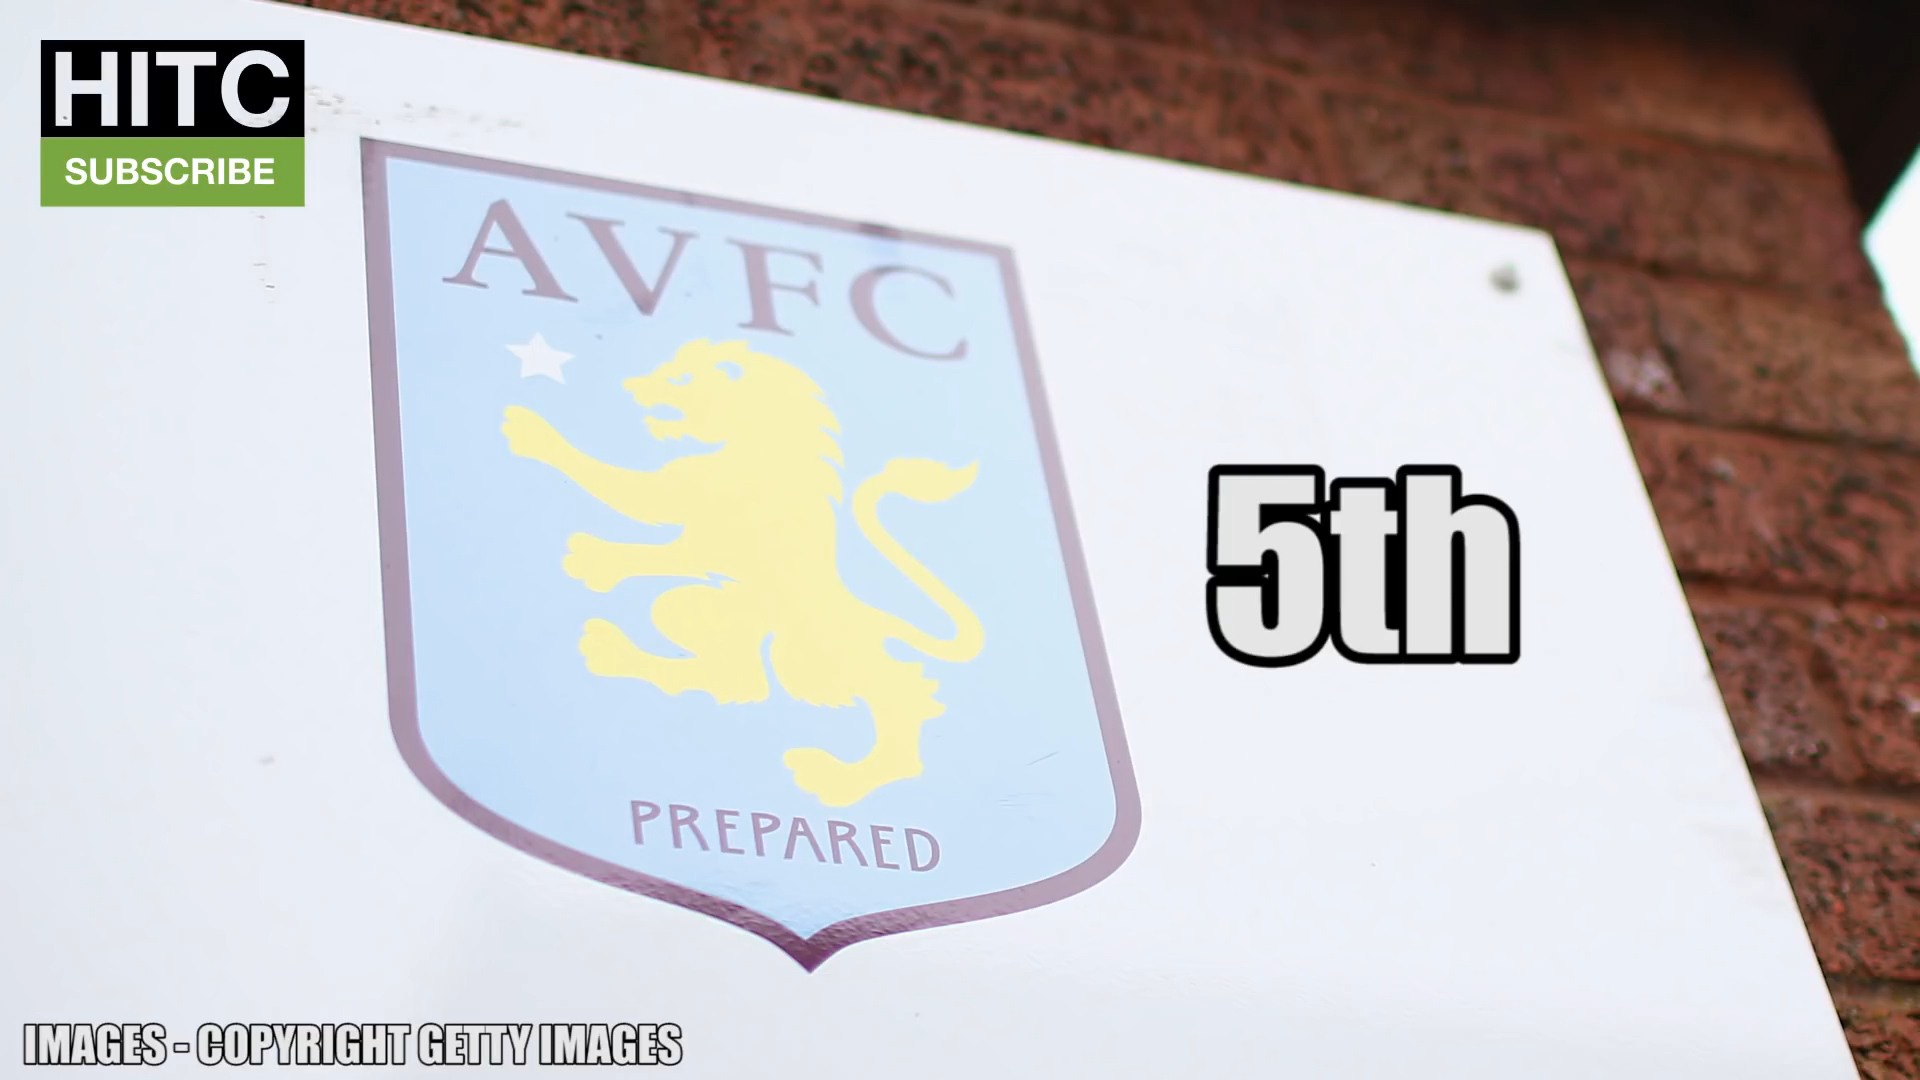 HITC
SUBSCRIBE
AVFC
5th
PREPARED
IMAGES - COPYRIGHT GETTY IMAGES